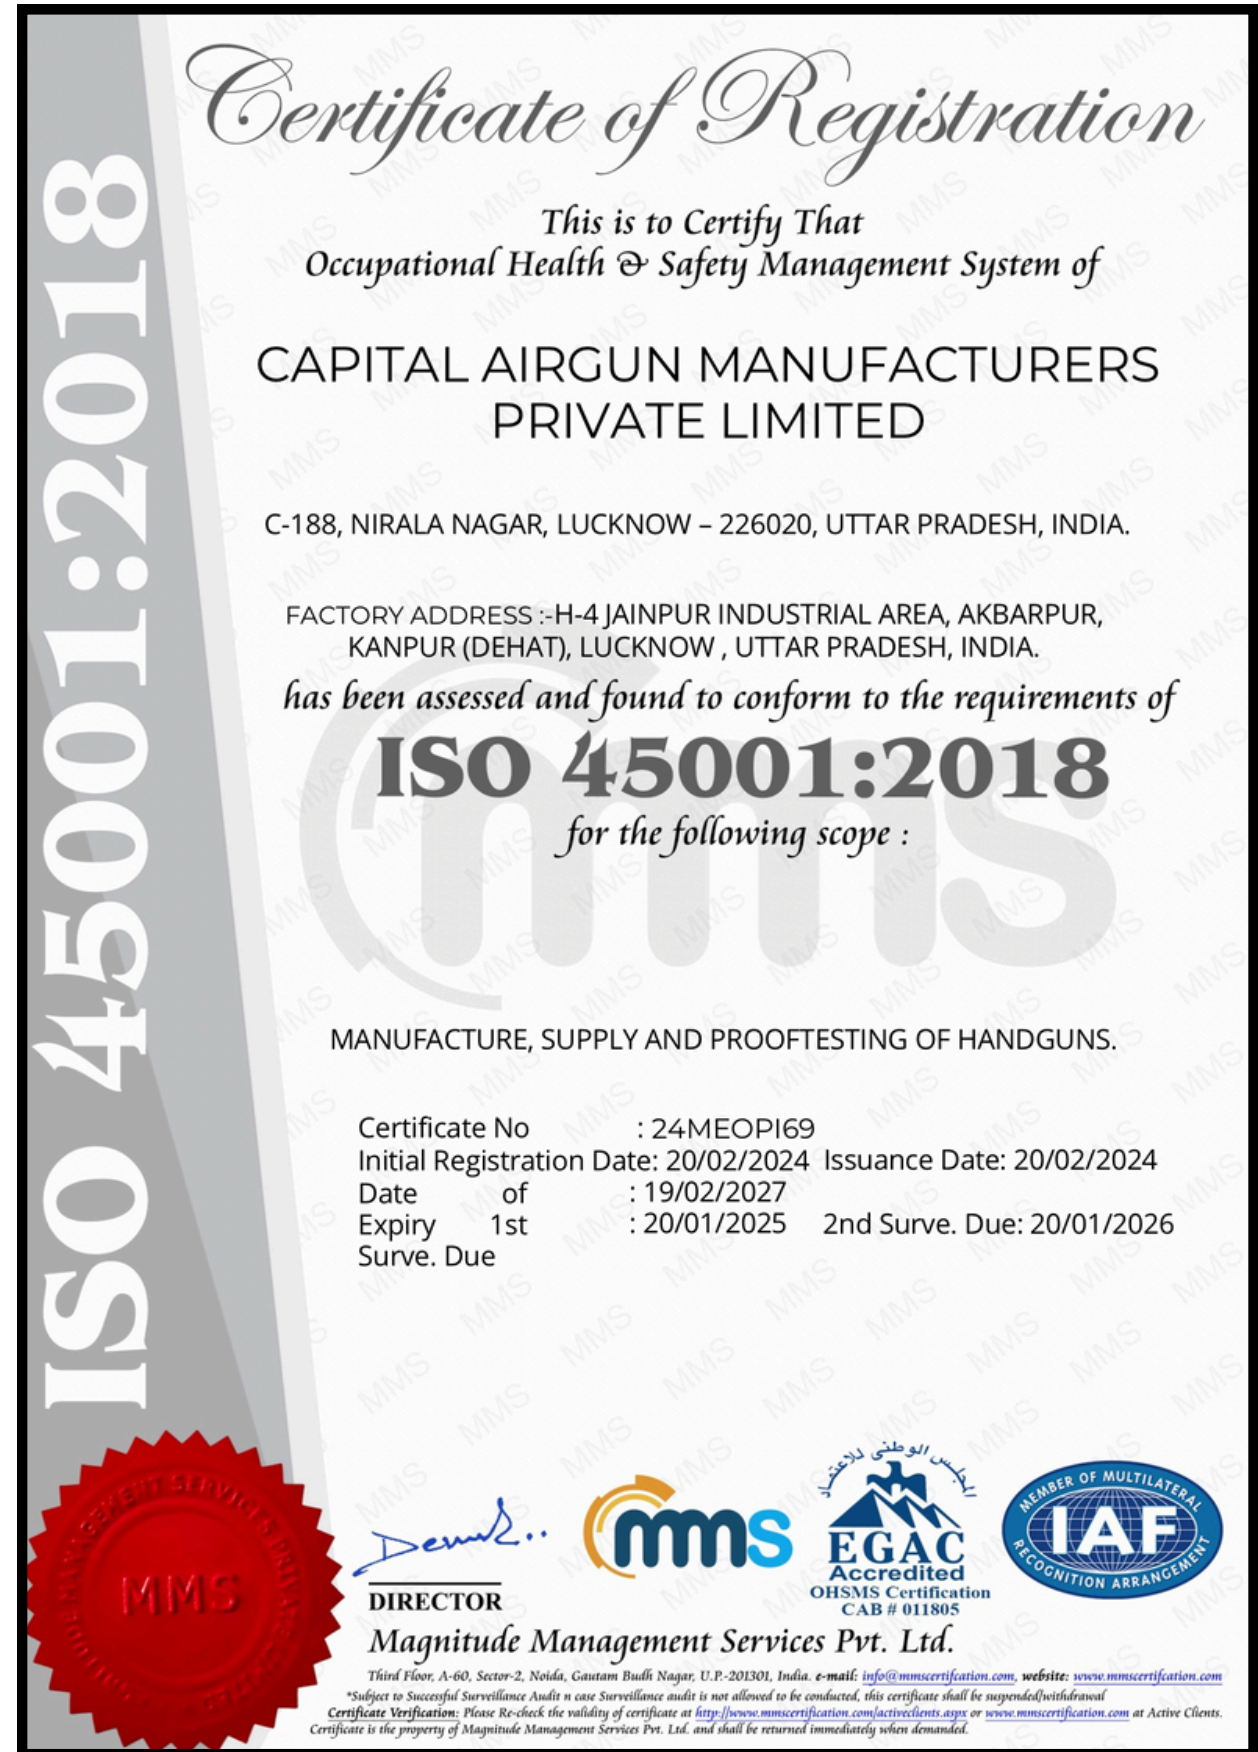 Certificate of Registration
This is to Certify That
Occupational Health & Safety Management System of
CAPITAL AIRGUN MANUFACTURERS
PRIVATE LIMITED
C-188, NIRALA NAGAR, LUCKNOW – 226020, UTTAR PRADESH, INDIA.
FACTORY ADDRESS :-H-4 JAINPUR INDUSTRIAL AREA, AKBARPUR,
KANPUR (DEHAT), LUCKNOW , UTTAR PRADESH, INDIA.
has been assessed and found to conform to the requirements of
ISO 45001:2018
for the following scope :
MANUFACTURE, SUPPLY AND PROOFTESTING OF HANDGUNS.
Certificate No : 24MEOPI69
Initial Registration Date: 20/02/2024 Issuance Date: 20/02/2024
Date of : 19/02/2027
Expiry 1st : 20/01/2025 2nd Surve. Due: 20/01/2026
Surve. Due
ISO 45001:2018
MMS
DIRECTOR
mms
المجلس الوطني للاعتماد
EGAC
Accredited
OHSMS Certification
CAB # 011805
MEMBER OF MULTILATERAL
IAF
RECOGNITION ARRANGEMENT
Magnitude Management Services Pvt. Ltd.
Third Floor, A-60, Sector-2, Noida, Gautam Budh Nagar, U.P.-201301, India. e-mail: info@mmscertifcation.com, website: www.mmscertifcation.com
*Subject to Successful Surveillance Audit n case Surveillance audit is not allowed to be conducted, this certificate shall be suspended/withdrawal
Certificate Verification: Please Re-check the validity of certificate at http://www.mmscertification.com/activeclients.aspx or www.mmscertification.com at Active Clients.
Certificate is the property of Magnitude Management Services Pvt. Ltd. and shall be returned immediately when demanded.